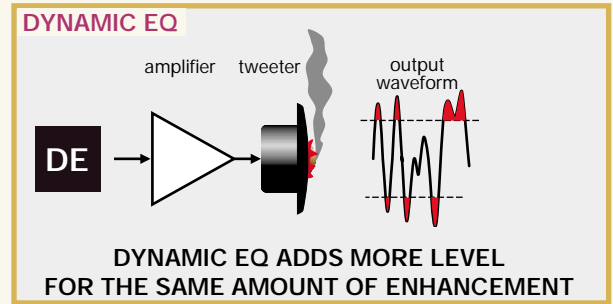 DYNAMIC EQ
amplifier
tweeter
output
waveform
DE
DYNAMIC EQ ADDS MORE LEVEL
FOR THE SAME AMOUNT OF ENHANCEMENT